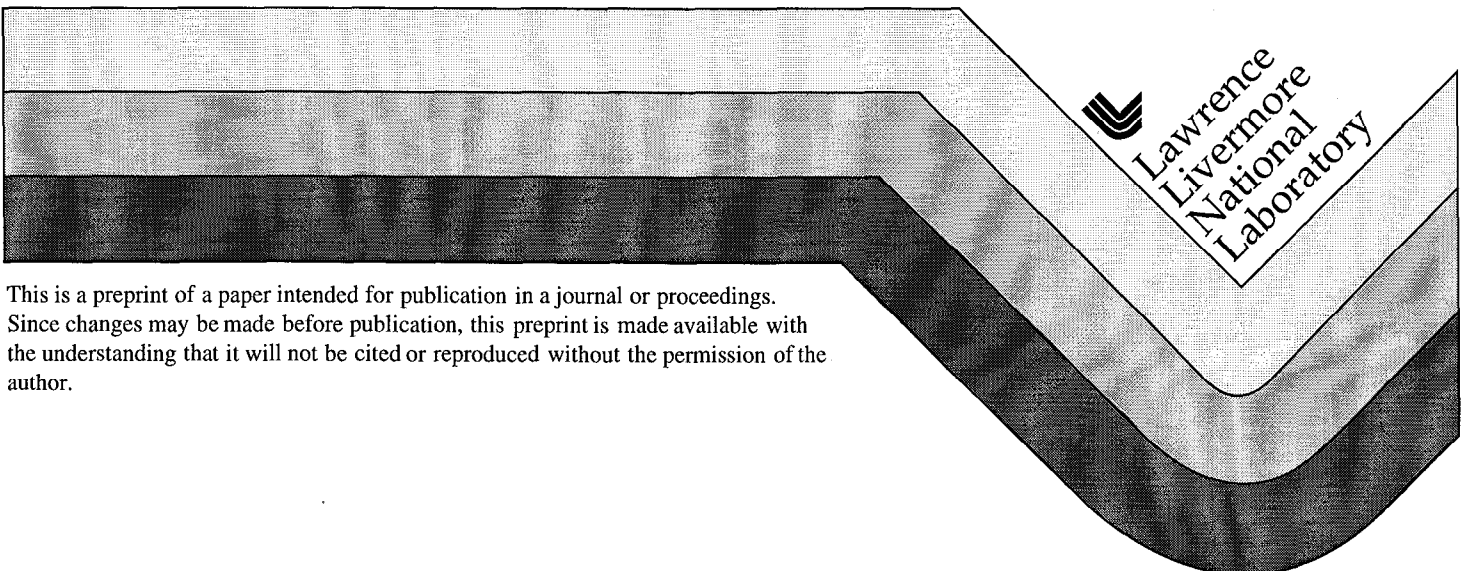 Lawrence
Livermore
National
Laboratory
This is a preprint of a paper intended for publication in a journal or proceedings.
Since changes may be made before publication, this preprint is made available with
the understanding that it will not be cited or reproduced without the permission of the
author.